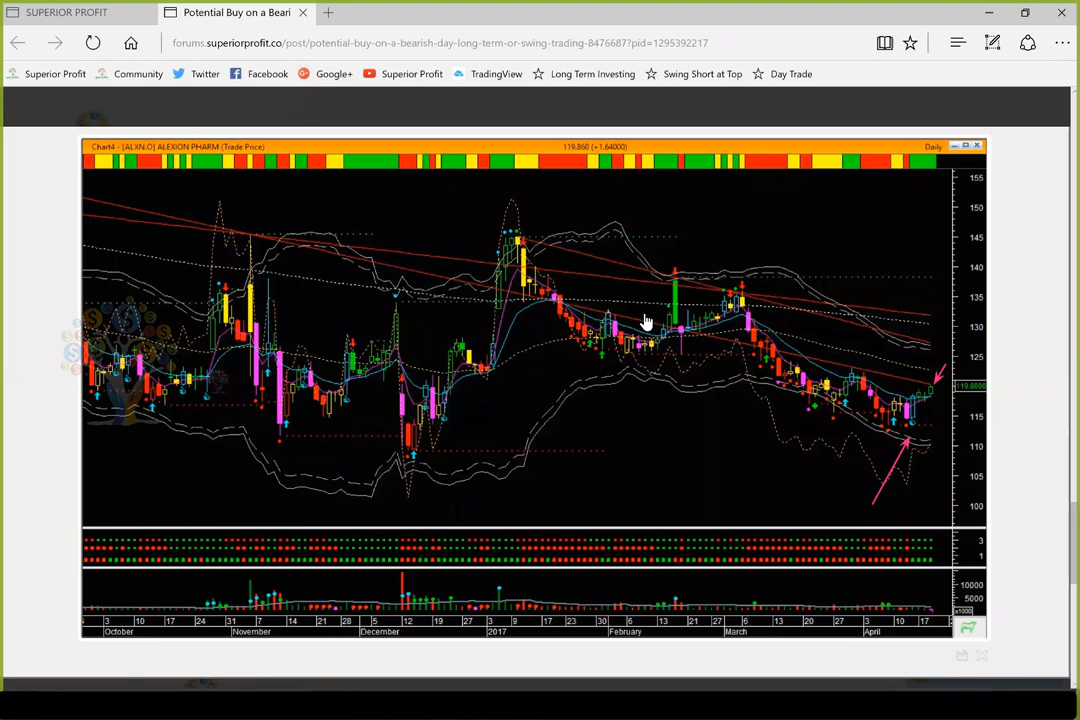 SUPERIOR PROFIT
Potential Buy on a Beari
forums.superiorprofit.co/post/potential-buy-on-a-bearish-day-long-term-or-swing-trading-8476687?pid=1295392217
Superior Profit
Community
Twitter
Facebook
Google+
Superior Profit
TradingView
Long Term Investing
Swing Short at Top
Day Trade
Chart4 - [ALXN.O] ALEXION PHARM (Trade Price)
119.860 (+1.64000)
Daily
155
150
145
140
135
130
125
119.8600
115
110
105
100
3
1
10000
5000
x1000
3 10 17 24 31 7 14 21 28 5 12 19 27 3 9 17 23 30 6 13 21 27 6 13 20 27 3 10 17
October November December 2017 February March April